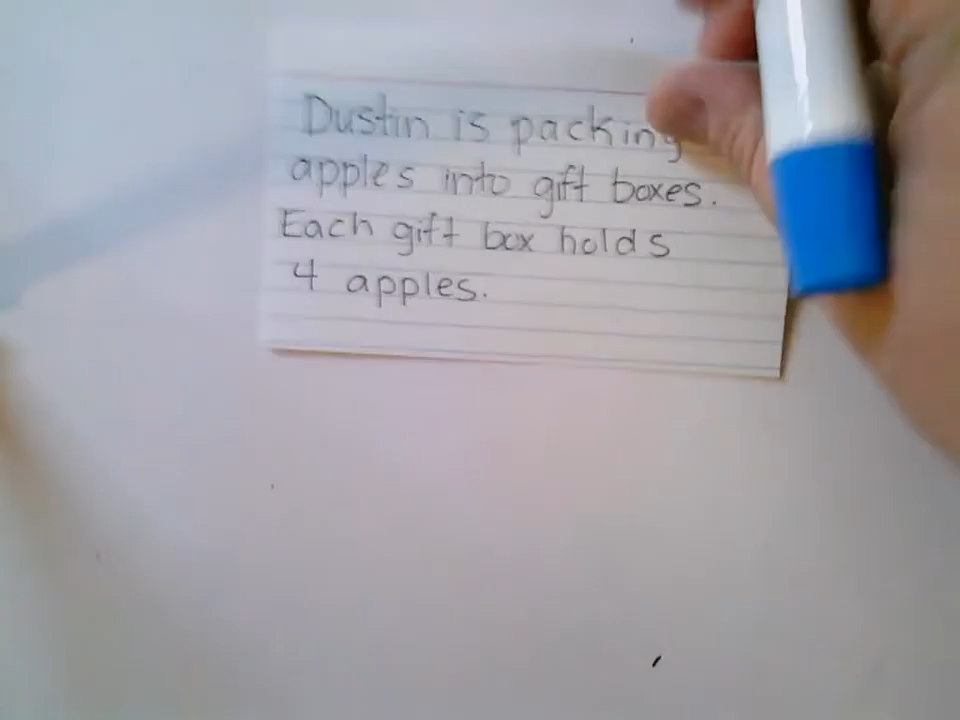 Dustin is packing
apples into gift boxes.
Each gift box holds
4 apples.